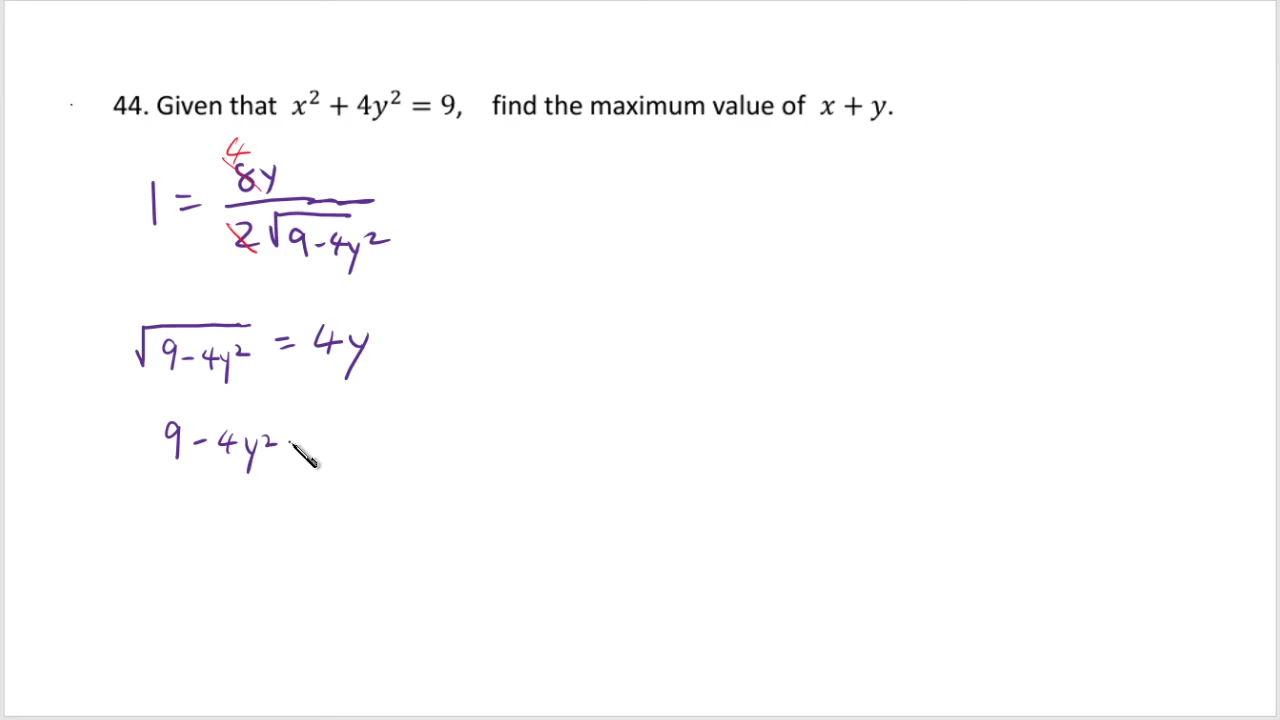 44. Given that x² + 4y² = 9, find the maximum value of x + y.
4
1 = 8y / 2√(9-4y²)
√(9-4y²) = 4y
9 - 4y²